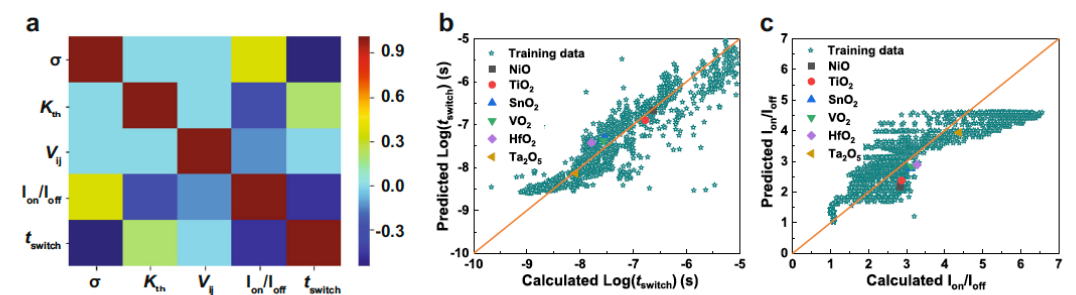 a
σ
Kth
Vij
Ion/Ioff
tswitch
σ
Kth
Vij
Ion/Ioff
tswitch
0.9
0.6
0.3
0.0
-0.3
b
Predicted Log(tswitch) (s)
-5
-6
-7
-8
-9
-10
Training data
NiO
TiO2
SnO2
VO2
HfO2
Ta2O5
-10
-9
-8
-7
-6
-5
Calculated Log(tswitch) (s)
c
Predicted Ion/Ioff
7
6
5
4
3
2
1
0
Training data
NiO
TiO2
SnO2
VO2
HfO2
Ta2O5
0
1
2
3
4
5
6
7
Calculated Ion/Ioff